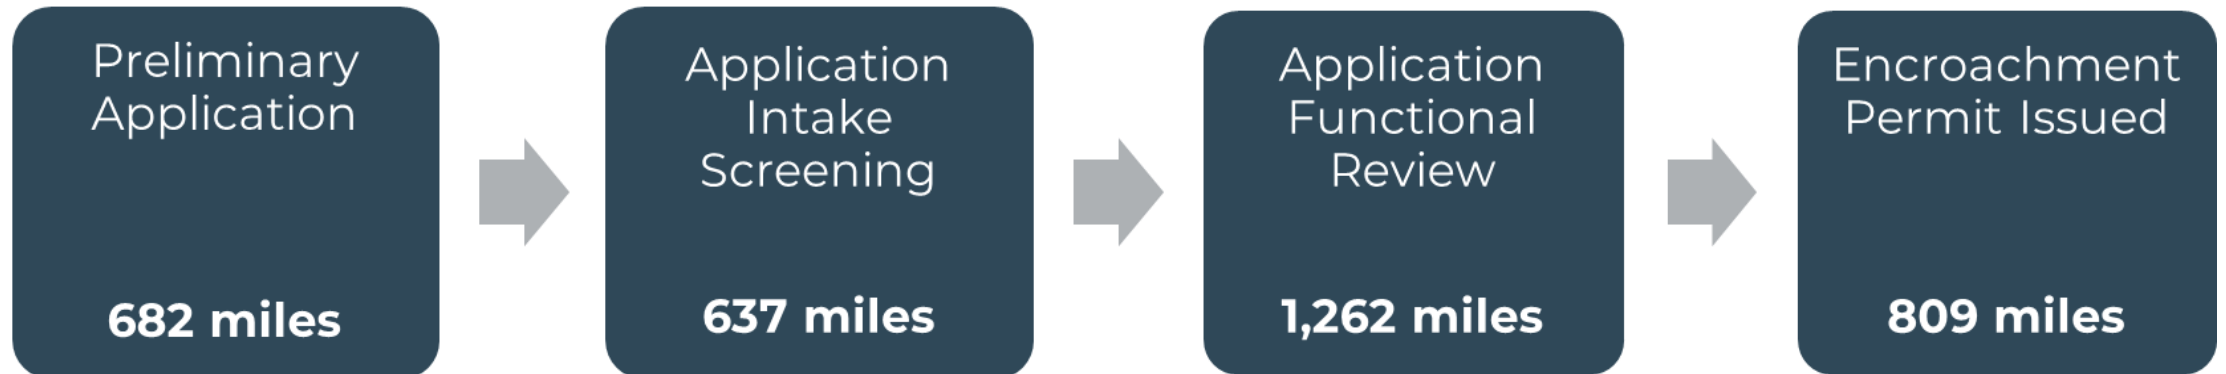 Preliminary
Application
682 miles
Application
Intake
Screening
637 miles
Application
Functional
Review
1,262 miles
Encroachment
Permit Issued
809 miles